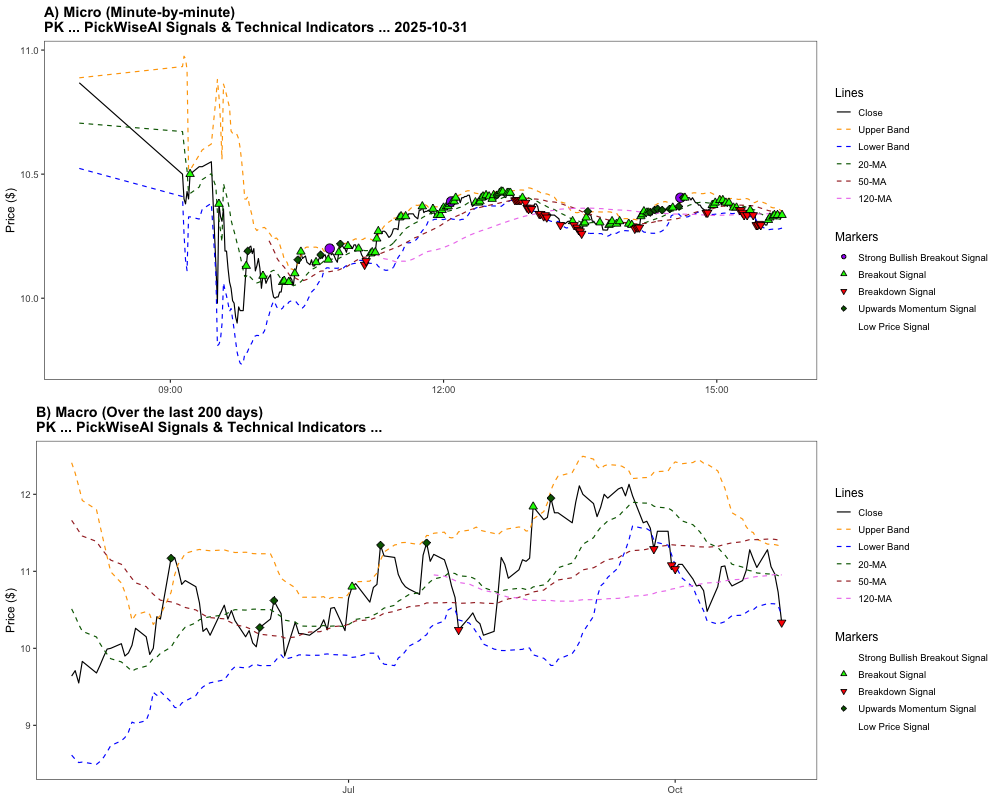 A) Micro (Minute-by-minute)
PK ... PickWiseAI Signals & Technical Indicators ... 2025-10-31
11.0
10.5
10.0
Price ($)
09:00
12:00
15:00
Lines
Close
Upper Band
Lower Band
20-MA
50-MA
120-MA
Markers
Strong Bullish Breakout Signal
Breakout Signal
Breakdown Signal
Upwards Momentum Signal
Low Price Signal
B) Macro (Over the last 200 days)
PK ... PickWiseAI Signals & Technical Indicators ...
12
11
10
9
Price ($)
Jul
Oct
Lines
Close
Upper Band
Lower Band
20-MA
50-MA
120-MA
Markers
Strong Bullish Breakout Signal
Breakout Signal
Breakdown Signal
Upwards Momentum Signal
Low Price Signal